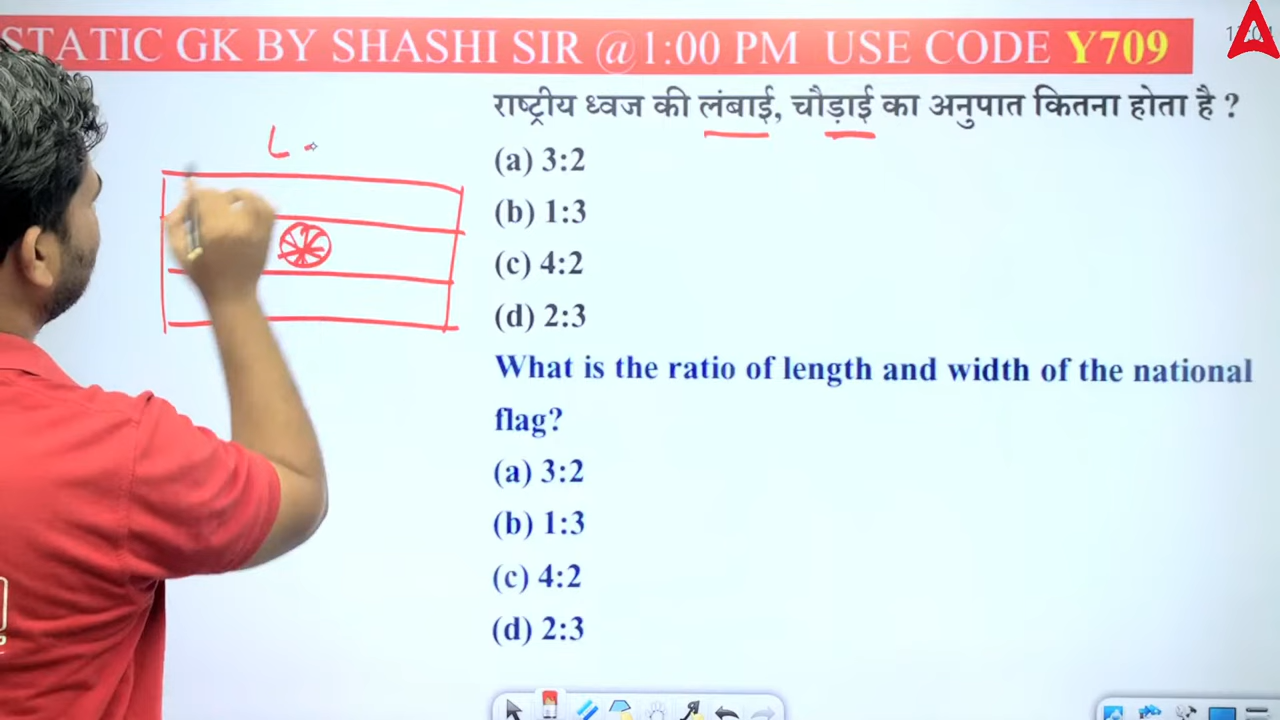 STATIC GK BY SHASHI SIR @1:00 PM USE CODE Y709
राष्ट्रीय ध्वज की लंबाई, चौड़ाई का अनुपात कितना होता है ?
(a) 3:2
(b) 1:3
(c) 4:2
(d) 2:3
What is the ratio of length and width of the national
flag?
(a) 3:2
(b) 1:3
(c) 4:2
(d) 2:3
L